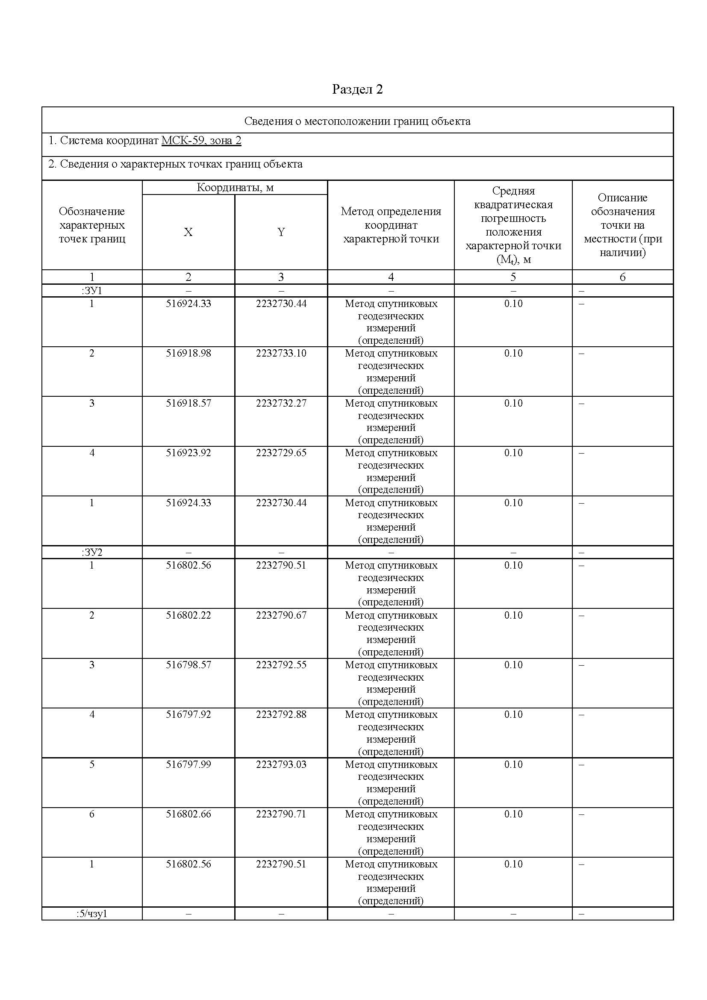 Раздел 2
Сведения о местоположении границ объекта
1. Система координат МСК-59, зона 2
2. Сведения о характерных точках границ объекта
Обозначение
характерных
точек границ
Координаты, м
X
Y
Метод определения
координат
характерной точки
Средняя
квадратическая
погрешность
положения
характерной точки
(Mt), м
Описание
обозначения
точки на
местности (при
наличии)
1 2 3 4 5 6
:ЗУ1 – – – – –
1 516924.33 2232730.44 Метод спутниковых 0.10 –
геодезических
измерений
(определений)
2 516918.98 2232733.10 Метод спутниковых 0.10 –
геодезических
измерений
(определений)
3 516918.57 2232732.27 Метод спутниковых 0.10 –
геодезических
измерений
(определений)
4 516923.92 2232729.65 Метод спутниковых 0.10 –
геодезических
измерений
(определений)
1 516924.33 2232730.44 Метод спутниковых 0.10 –
геодезических
измерений
(определений)
:ЗУ2 – – – – –
1 516802.56 2232790.51 Метод спутниковых 0.10 –
геодезических
измерений
(определений)
2 516802.22 2232790.67 Метод спутниковых 0.10 –
геодезических
измерений
(определений)
3 516798.57 2232792.55 Метод спутниковых 0.10 –
геодезических
измерений
(определений)
4 516797.92 2232792.88 Метод спутниковых 0.10 –
геодезических
измерений
(определений)
5 516797.99 2232793.03 Метод спутниковых 0.10 –
геодезических
измерений
(определений)
6 516802.66 2232790.71 Метод спутниковых 0.10 –
геодезических
измерений
(определений)
1 516802.56 2232790.51 Метод спутниковых 0.10 –
геодезических
измерений
(определений)
:5/чзу1 – – – – –